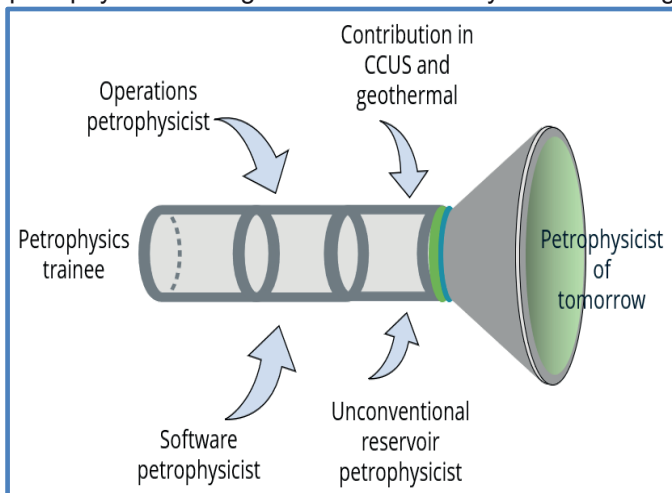 Contribution in
CCUS and
geothermal
Operations
petrophysicist
Petrophysics
trainee
Petrophysicist
of
tomorrow
Software
petrophysicist
Unconventional
reservoir
petrophysicist